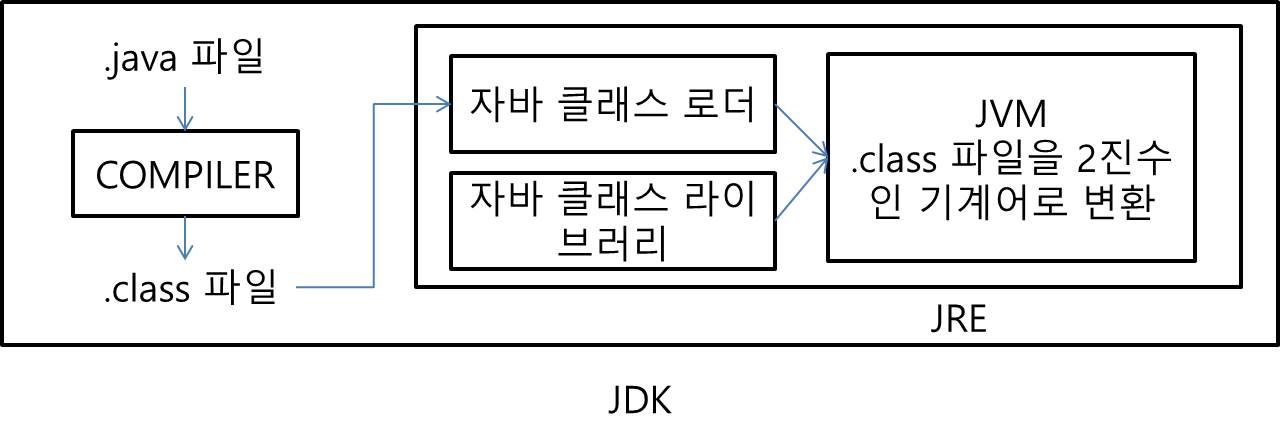 .java 파일
COMPILER
.class 파일
자바 클래스 로더
자바 클래스 라이
브러리
JVM
.class 파일을 2진수
인 기계어로 변환
JRE
JDK